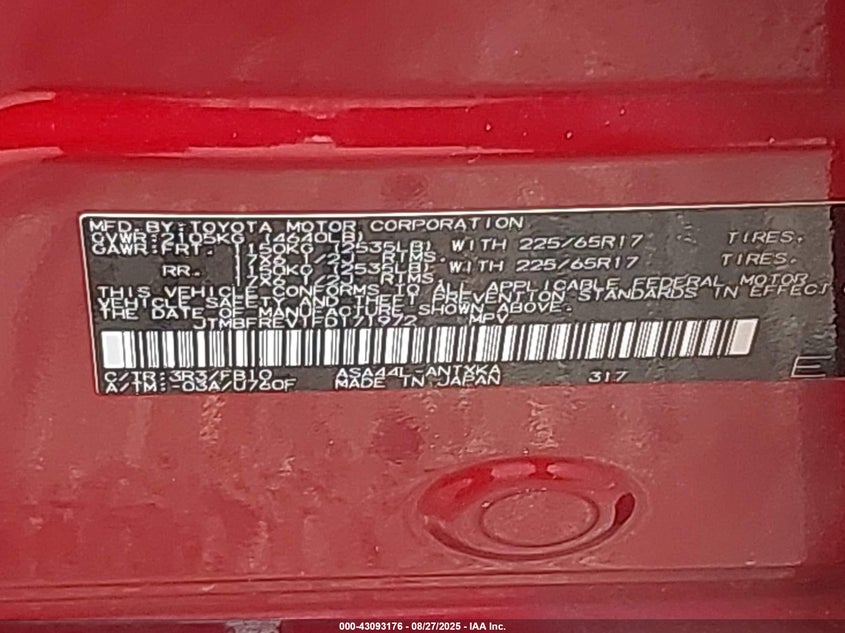 MFD.BY:TOYOTA MOTOR CORPORATION
GVWR:2105KG (4640LB)
GAWR:FRT. 1150KG (2535LB) WITH 225/65R17 TIRES,
17X6 1/2J RIMS.
RR. 1150KG (2535LB) WITH 225/65R17 TIRES.
17X6 1/2J RIMS.
THIS VEHICLE CONFORMS TO ALL APPLICABLE FEDERAL MOTOR
VEHICLE SAFETY AND THEFT PREVENTION STANDARDS IN EFFECT
THE DATE OF MANUFACTURE SHOWN ABOVE.
JTMBFREV1FD171972 MPV
C/TR:3R3/FB10 ASA44L-ANTXKA
A/TM:-03A/U760F MADE IN JAPAN 317
E
000-43093176 - 08/27/2025 - IAA Inc.